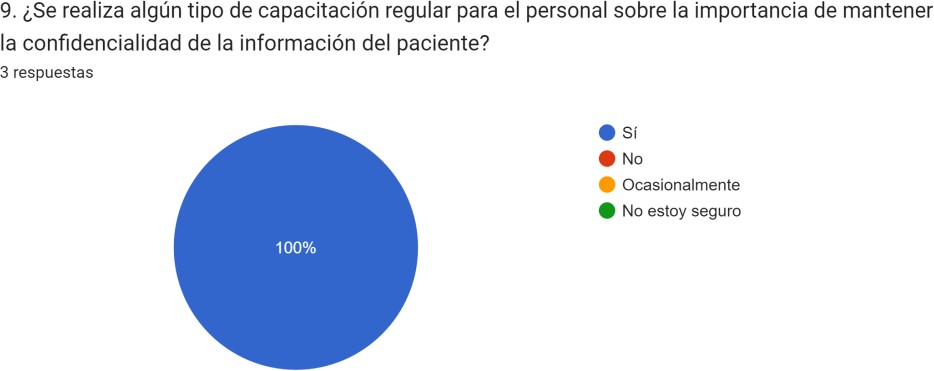 9. ¿Se realiza algún tipo de capacitación regular para el personal sobre la importancia de mantener
la confidencialidad de la información del paciente?
3 respuestas
Sí
No
Ocasionalmente
No estoy seguro
100%